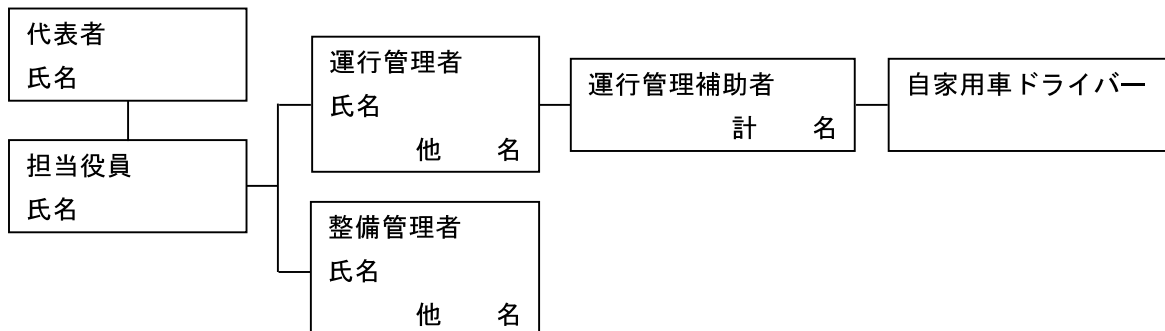 代表者
氏名
担当役員
氏名
運行管理者
氏名
他　　名
整備管理者
氏名
他　　名
運行管理補助者
計　　名
自家用車ドライバー